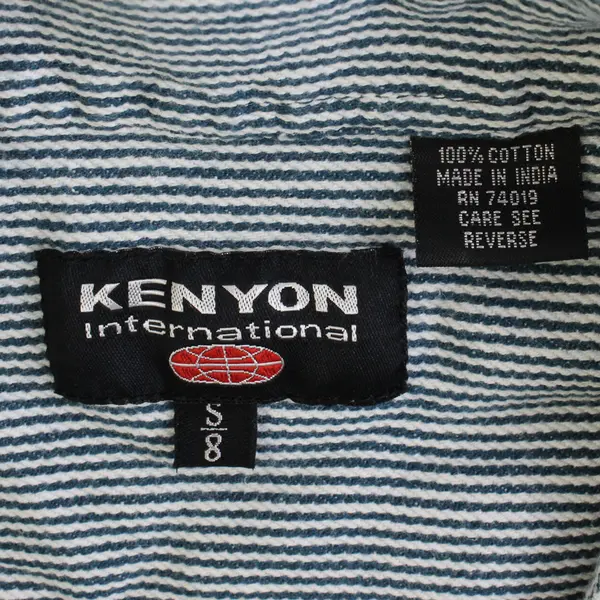 100% COTTON
MADE IN INDIA
RN 74019
CARE SEE
REVERSE
KENYON
International
S
8